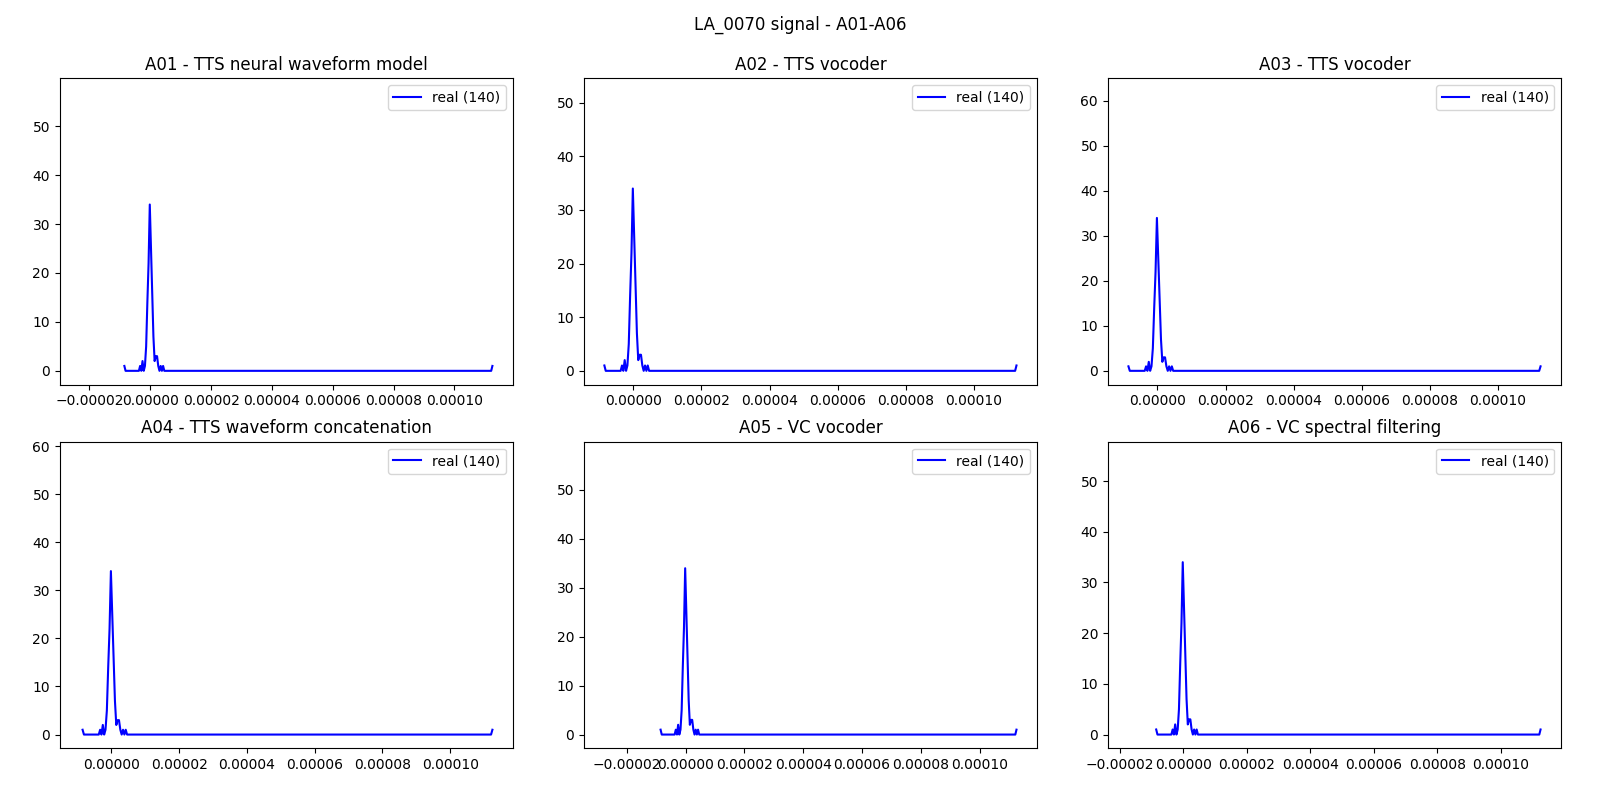 LA_0070 signal - A01-A06
A01 - TTS neural waveform model
real (140)
50
40
30
20
10
0
−0.00002 0.00000 0.00002 0.00004 0.00006 0.00008 0.00010
A02 - TTS vocoder
real (140)
50
40
30
20
10
0
0.00000 0.00002 0.00004 0.00006 0.00008 0.00010
A03 - TTS vocoder
real (140)
60
50
40
30
20
10
0
0.00000 0.00002 0.00004 0.00006 0.00008 0.00010
A04 - TTS waveform concatenation
real (140)
60
50
40
30
20
10
0
0.00000 0.00002 0.00004 0.00006 0.00008 0.00010
A05 - VC vocoder
real (140)
50
40
30
20
10
0
−0.00002 0.00000 0.00002 0.00004 0.00006 0.00008 0.00010
A06 - VC spectral filtering
real (140)
50
40
30
20
10
0
−0.00002 0.00000 0.00002 0.00004 0.00006 0.00008 0.00010